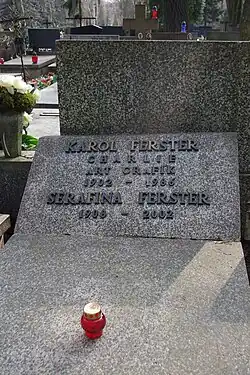 KAROL FERSTER
CHARLIE
ART GRAFIK
1902 - 1986
SERAFINA FERSTER
1906 - 2002